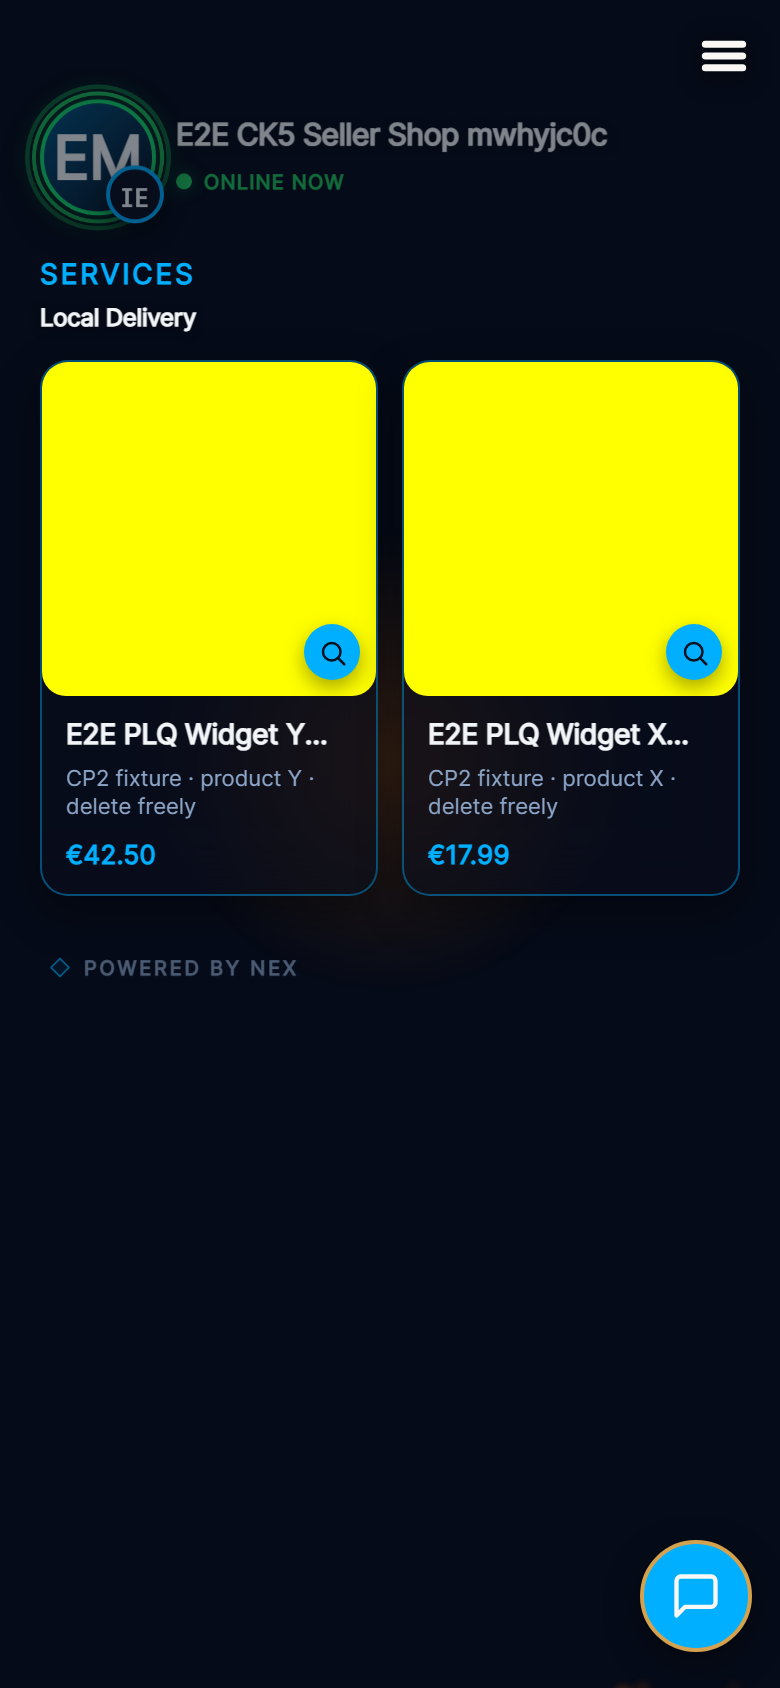 EM
IE
E2E CK5 Seller Shop mwhyjc0c
ONLINE NOW
SERVICES
Local Delivery
E2E PLQ Widget Y...
CP2 fixture · product Y ·
delete freely
€42.50
E2E PLQ Widget X...
CP2 fixture · product X ·
delete freely
€17.99
POWERED BY NEX